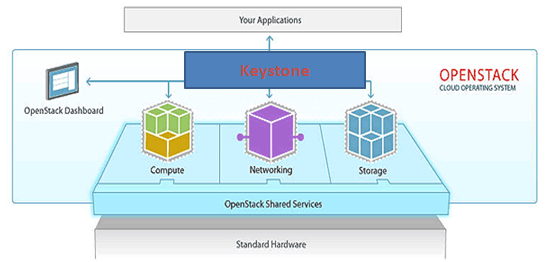 Your Applications
Keystone
OPENSTACK
CLOUD OPERATING SYSTEM
OpenStack Dashboard
Compute
Networking
Storage
OpenStack Shared Services
Standard Hardware